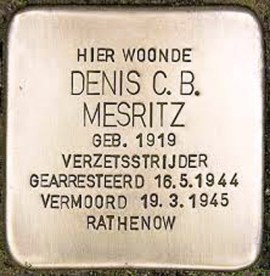 HIER WOONDE
DENIS C. B.
MESRITZ
GEB. 1919
VERZETSSTRIJDER
GEARRESTEERD 16.5.1944
VERMOORD 19.3.1945
RATHENOW